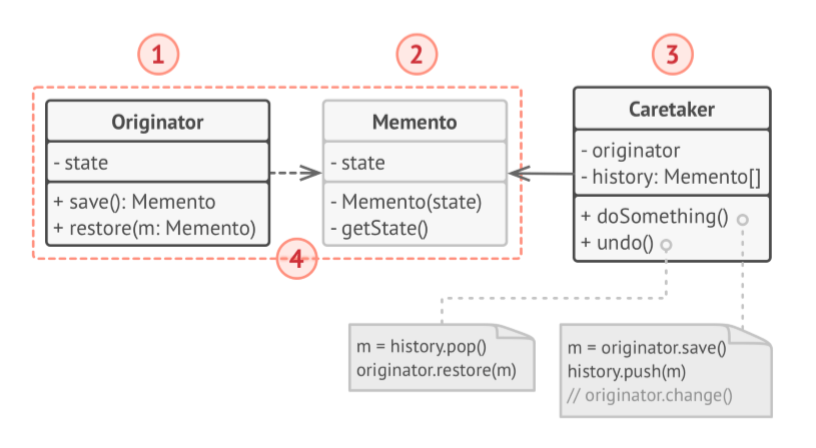 1
2
3
Originator
- state
+ save(): Memento
+ restore(m: Memento)
Memento
- state
- Memento(state)
- getState()
Caretaker
- originator
- history: Memento[]
+ doSomething()
+ undo()
4
m = history.pop()
originator.restore(m)
m = originator.save()
history.push(m)
// originator.change()